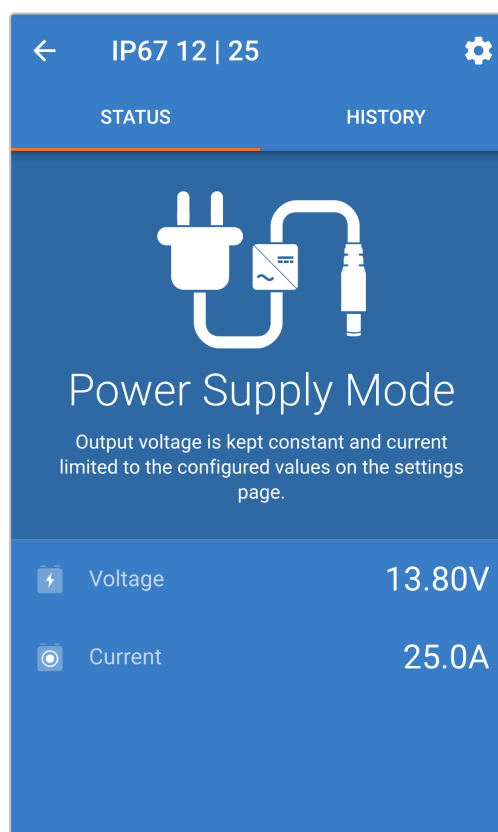 IP67 12 | 25
STATUS HISTORY
Power Supply Mode
Output voltage is kept constant and current
limited to the configured values on the settings
page.
Voltage 13.80V
Current 25.0A